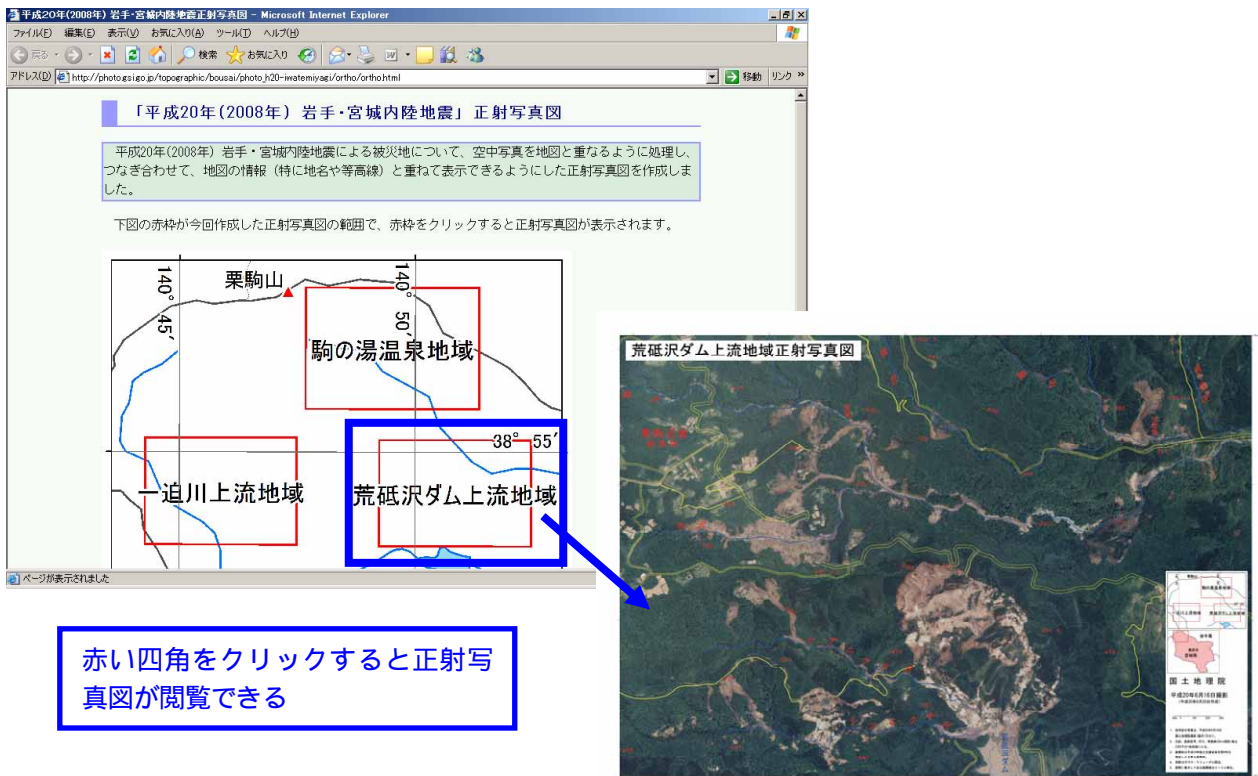 平成20年(2008年) 岩手・宮城内陸地震正射写真図 - Microsoft Internet Explorer
ファイル(F) 編集(E) 表示(V) お気に入り(A) ツール(T) ヘルプ(H)
戻る 検索 お気に入り
アドレス(D) http://photo.gsi.go.jp/topographic/bousai/photo_h20-iwatemiyagi/ortho/ortho.html 移動 リンク »
「平成20年(2008年) 岩手・宮城内陸地震」正射写真図
平成20年(2008年) 岩手・宮城内陸地震による被災地について、空中写真を地図と重なるように処理し、
つなぎ合わせて、地図の情報（特に地名や等高線）と重ねて表示できるようにした正射写真図を作成しま
した。
下図の赤枠が今回作成した正射写真図の範囲で、赤枠をクリックすると正射写真図が表示されます。
140° 45′
栗駒山
140° 50′
駒の湯温泉地域
38° 55′
一迫川上流地域
荒砥沢ダム上流地域
ページが表示されました
赤い四角をクリックすると正射写
真図が閲覧できる
荒砥沢ダム上流地域正射写真図
国土地理院
平成20年6月16日撮影